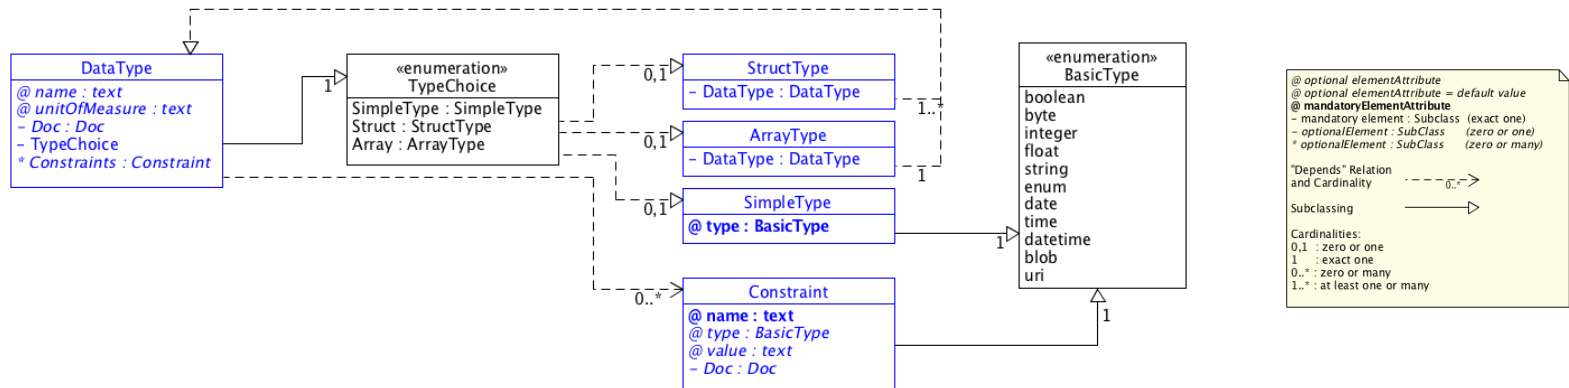 DataType
@ name : text
@ unitOfMeasure : text
- Doc : Doc
- TypeChoice
* Constraints : Constraint
1
«enumeration»
TypeChoice
SimpleType : SimpleType
Struct : StructType
Array : ArrayType
0,1
StructType
- DataType : DataType
1..*
0,1
ArrayType
- DataType : DataType
1
0,1
SimpleType
@ type : BasicType
1
0..*
Constraint
@ name : text
@ type : BasicType
@ value : text
- Doc : Doc
1
«enumeration»
BasicType
boolean
byte
integer
float
string
enum
date
time
datetime
blob
uri
@ optional elementAttribute
@ optional elementAttribute = default value
@ mandatoryElementAttribute
- mandatory element : Subclass (exact one)
- optionalElement : SubClass (zero or one)
* optionalElement : SubClass (zero or many)
"Depends" Relation
and Cardinality
0..*
Subclassing
Cardinalities:
0,1 : zero or one
1 : exact one
0..* : zero or many
1..* : at least one or many